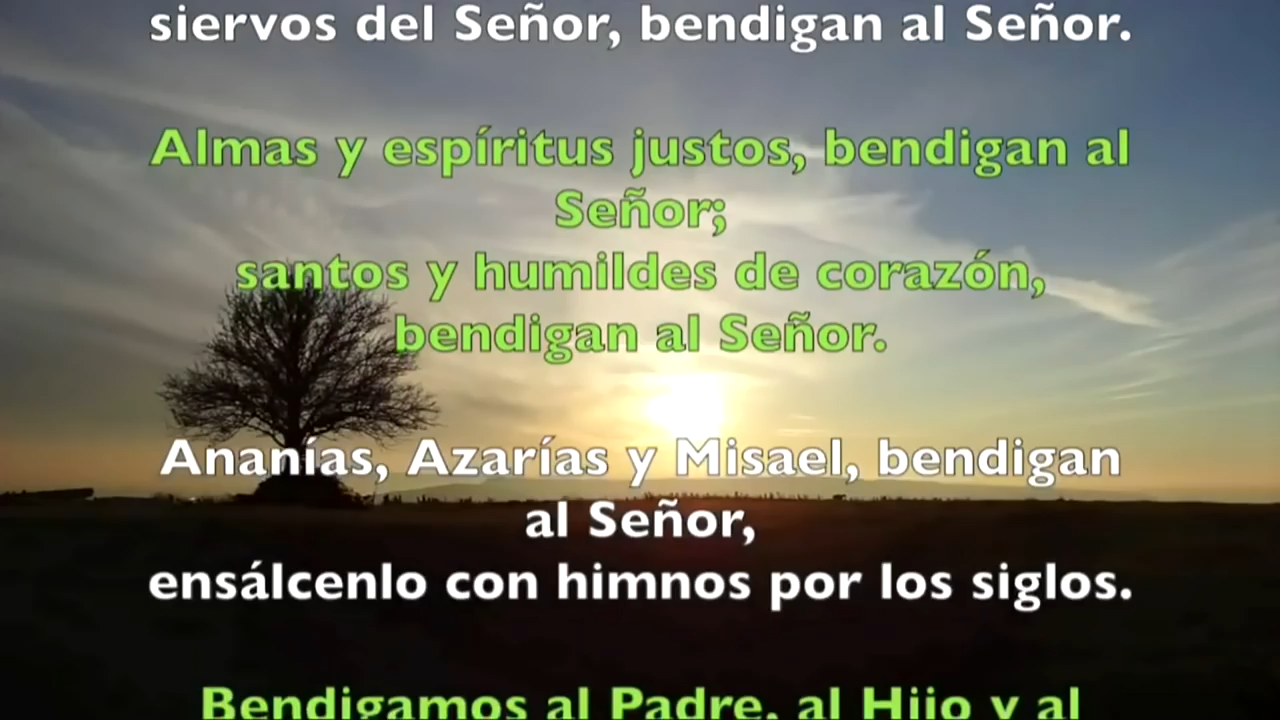 siervos del Señor, bendigan al Señor.
Almas y espíritus justos, bendigan al
Señor;
santos y humildes de corazón,
bendigan al Señor.
Ananías, Azarías y Misael, bendigan
al Señor,
ensálcenlo con himnos por los siglos.
Bendigamos al Padre, al Hijo y al